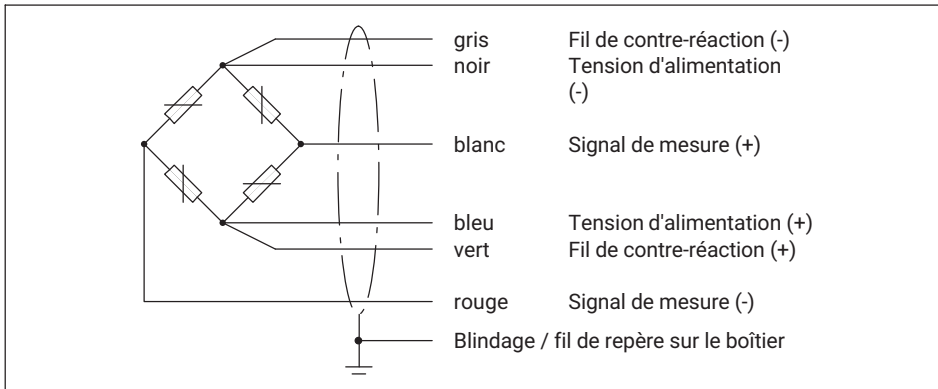 gris Fil de contre-réaction (-)
noir Tension d'alimentation
(-)
blanc Signal de mesure (+)
bleu Tension d'alimentation (+)
vert Fil de contre-réaction (+)
rouge Signal de mesure (-)
Blindage / fil de repère sur le boîtier